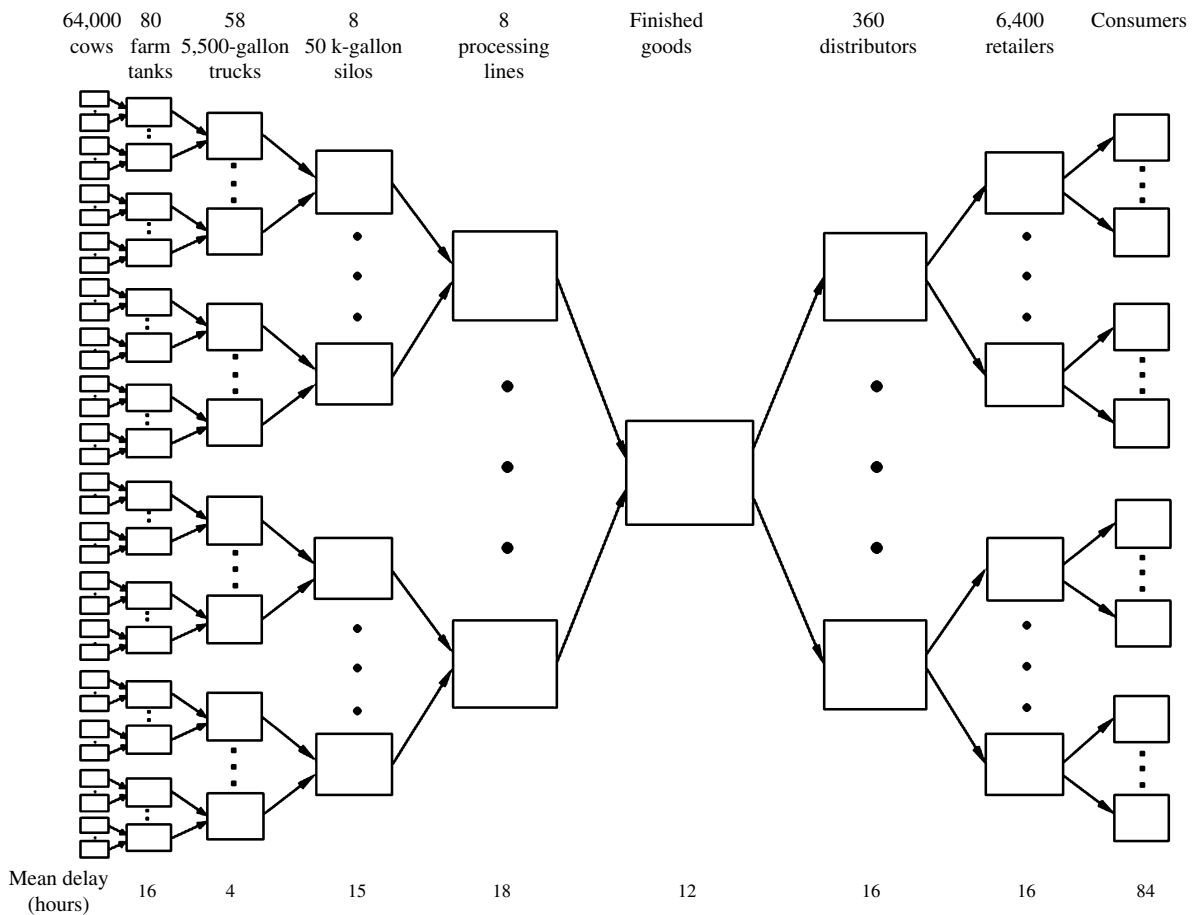 64,000 80 58 8 8 Finished 360 6,400 Consumers
cows farm 5,500-gallon 50 k-gallon processing goods distributors retailers
tanks trucks silos lines
Mean delay
(hours)
16 4 15 18 12 16 16 84